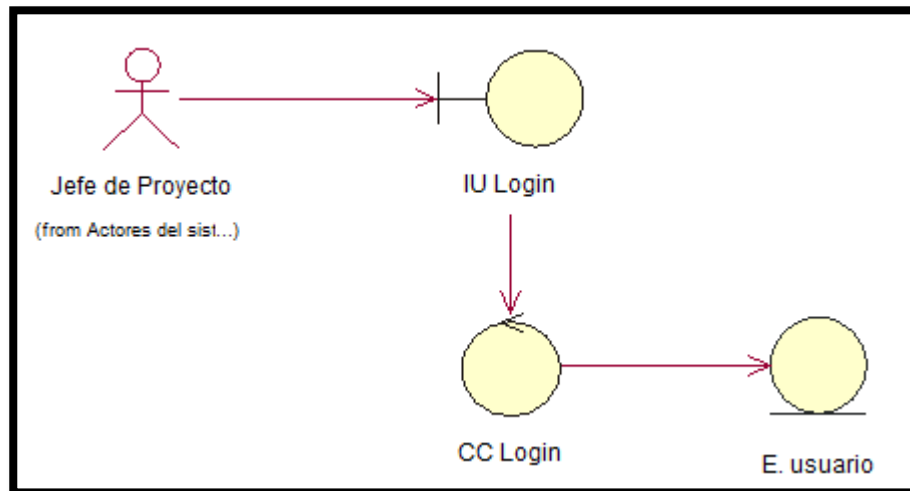 Jefe de Proyecto
(from Actores del sist...)
IU Login
CC Login
E. usuario